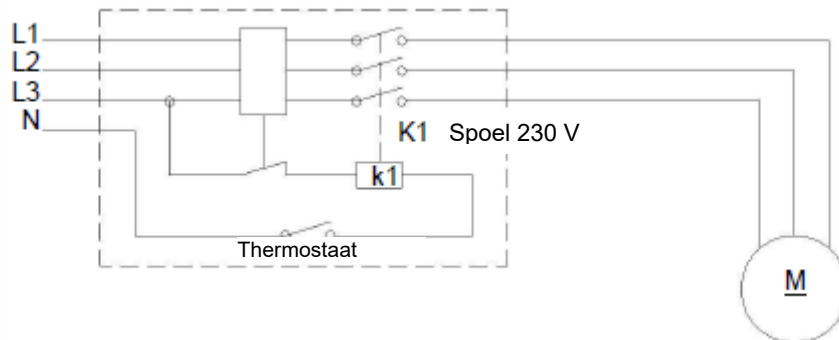 L1
L2
L3
N
K1 Spoel 230 V
k1
Thermostaat
M